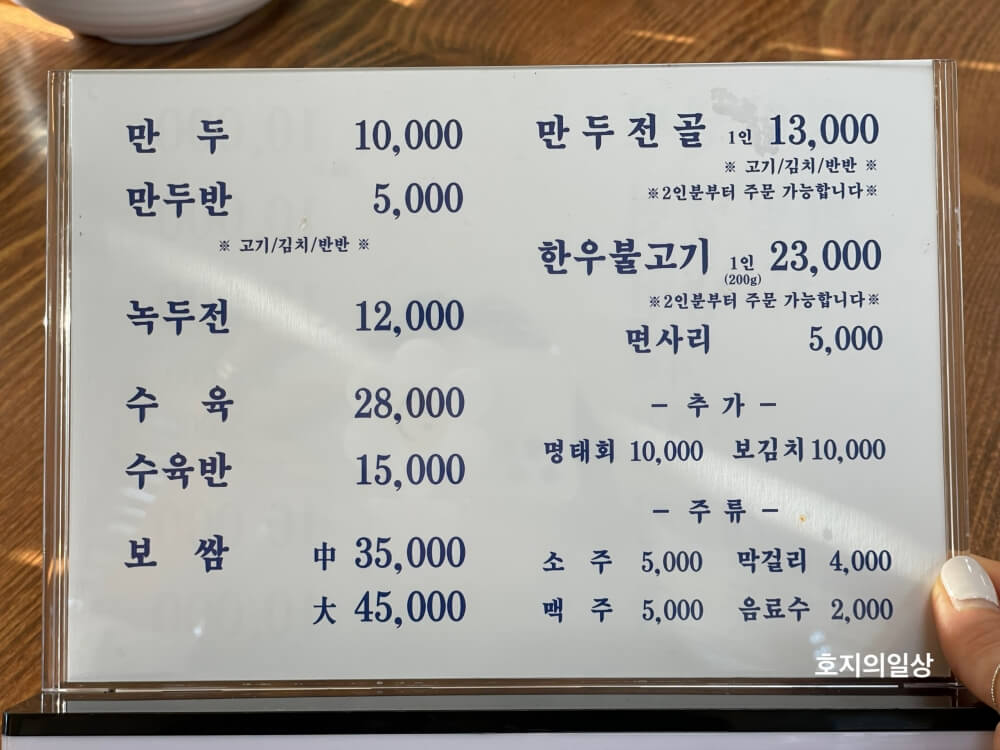 만 두 10,000
만두반 5,000
※ 고기/김치/반반 ※
녹두전 12,000
수 육 28,000
수육반 15,000
보 쌈 中 35,000
大 45,000
만두전골 1인 13,000
※ 고기/김치/반반 ※
※2인분부터 주문 가능합니다※
한우불고기 1인 23,000
(200g)
※2인분부터 주문 가능합니다※
면사리 5,000
- 추 가 -
명태회 10,000 보김치 10,000
- 주 류 -
소 주 5,000 막걸리 4,000
맥 주 5,000 음료수 2,000
호지의일상